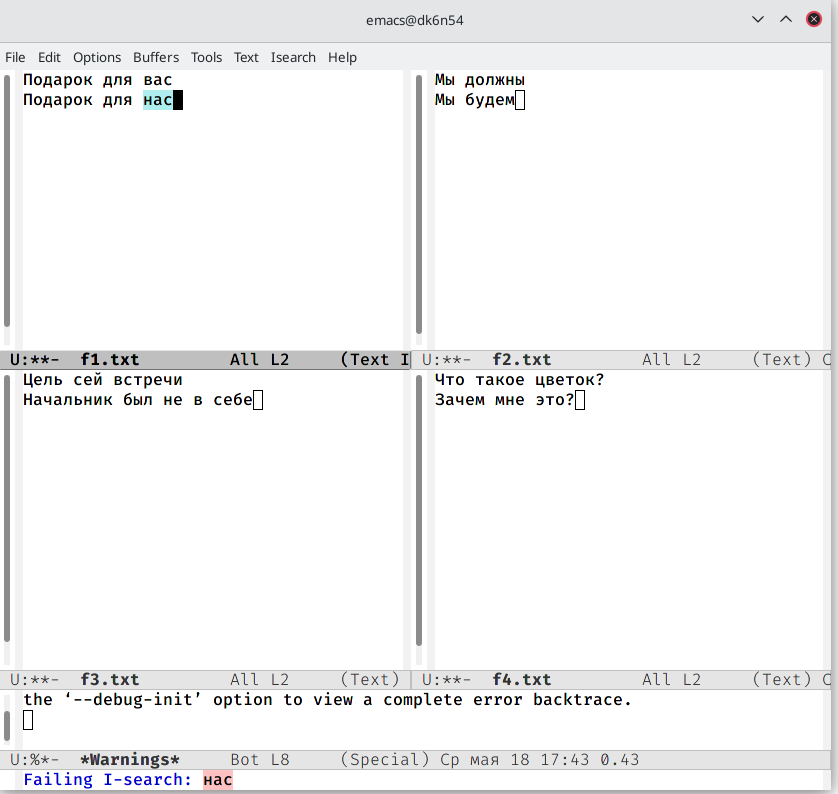 emacs@dk6n54
File Edit Options Buffers Tools Text Isearch Help
Подарок для вас
Подарок для нас
U:**-  f1.txt         All L2     (Text I
Мы должны
Мы будем
U:**-  f2.txt         All L2     (Text) C
Цель сей встречи
Начальник был не в себе
U:**-  f3.txt         All L2     (Text)
Что такое цветок?
Зачем мне это?
U:**-  f4.txt         All L2     (Text) C
the ‘--debug-init’ option to view a complete error backtrace.
U:%*-  *Warnings*     Bot L8     (Special) Ср мая 18 17:43 0.43
Failing I-search: нас